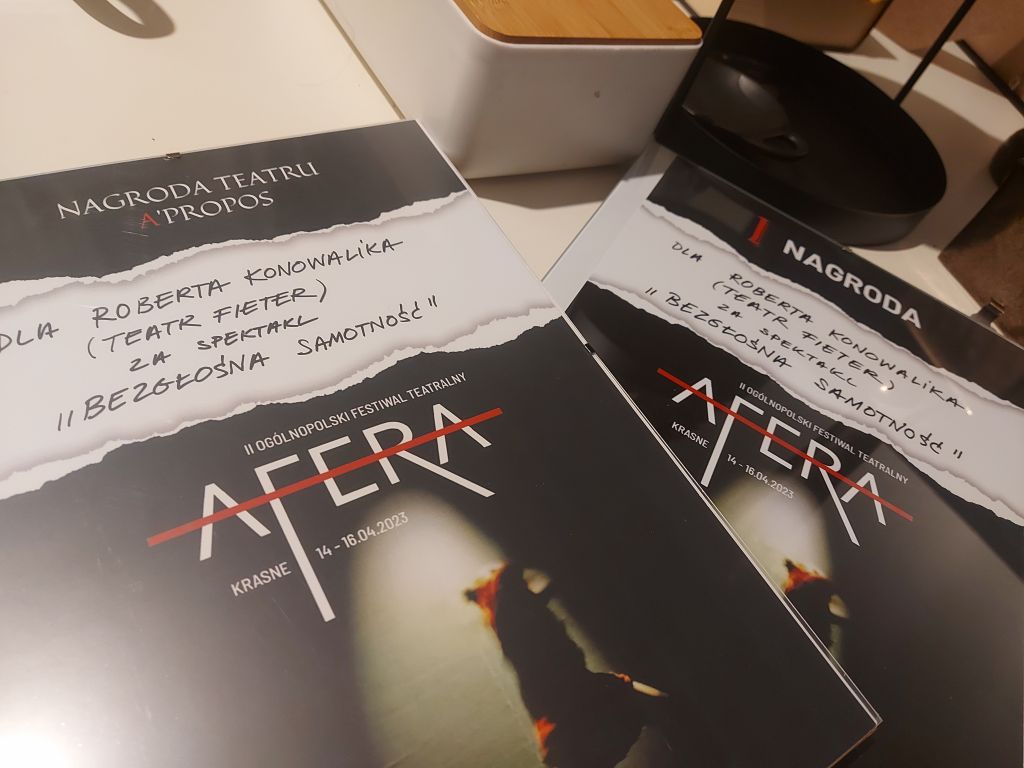 NAGRODA TEATRU
A'PROPOS
DLA ROBERTA KONOWALIKA
(TEATR FIETER)
ZA SPEKTAKL
„BEZGŁOŚNA SAMOTNOŚĆ"
II OGÓLNOPOLSKI FESTIWAL TEATRALNY
AFERA
KRASNE 14 - 16.04.2023
I NAGRODA
DLA ROBERTA KONOWALIKA
(TEATR FIETER)
ZA SPEKTAKL
„BEZGŁOŚNA SAMOTNOŚĆ"
II OGÓLNOPOLSKI FESTIWAL TEATRALNY
AFERA
KRASNE 14 - 16.04.2023